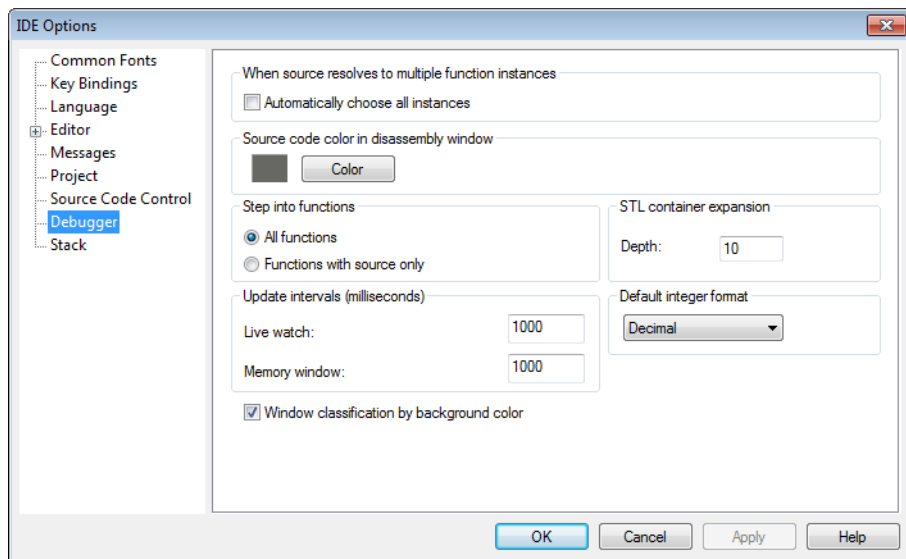 IDE Options
Common Fonts
Key Bindings
Language
Editor
Messages
Project
Source Code Control
Debugger
Stack
When source resolves to multiple function instances
Automatically choose all instances
Source code color in disassembly window
Color
Step into functions
All functions
Functions with source only
STL container expansion
Depth: 10
Update intervals (milliseconds)
Live watch: 1000
Memory window: 1000
Default integer format
Decimal
Window classification by background color
OK Cancel Apply Help